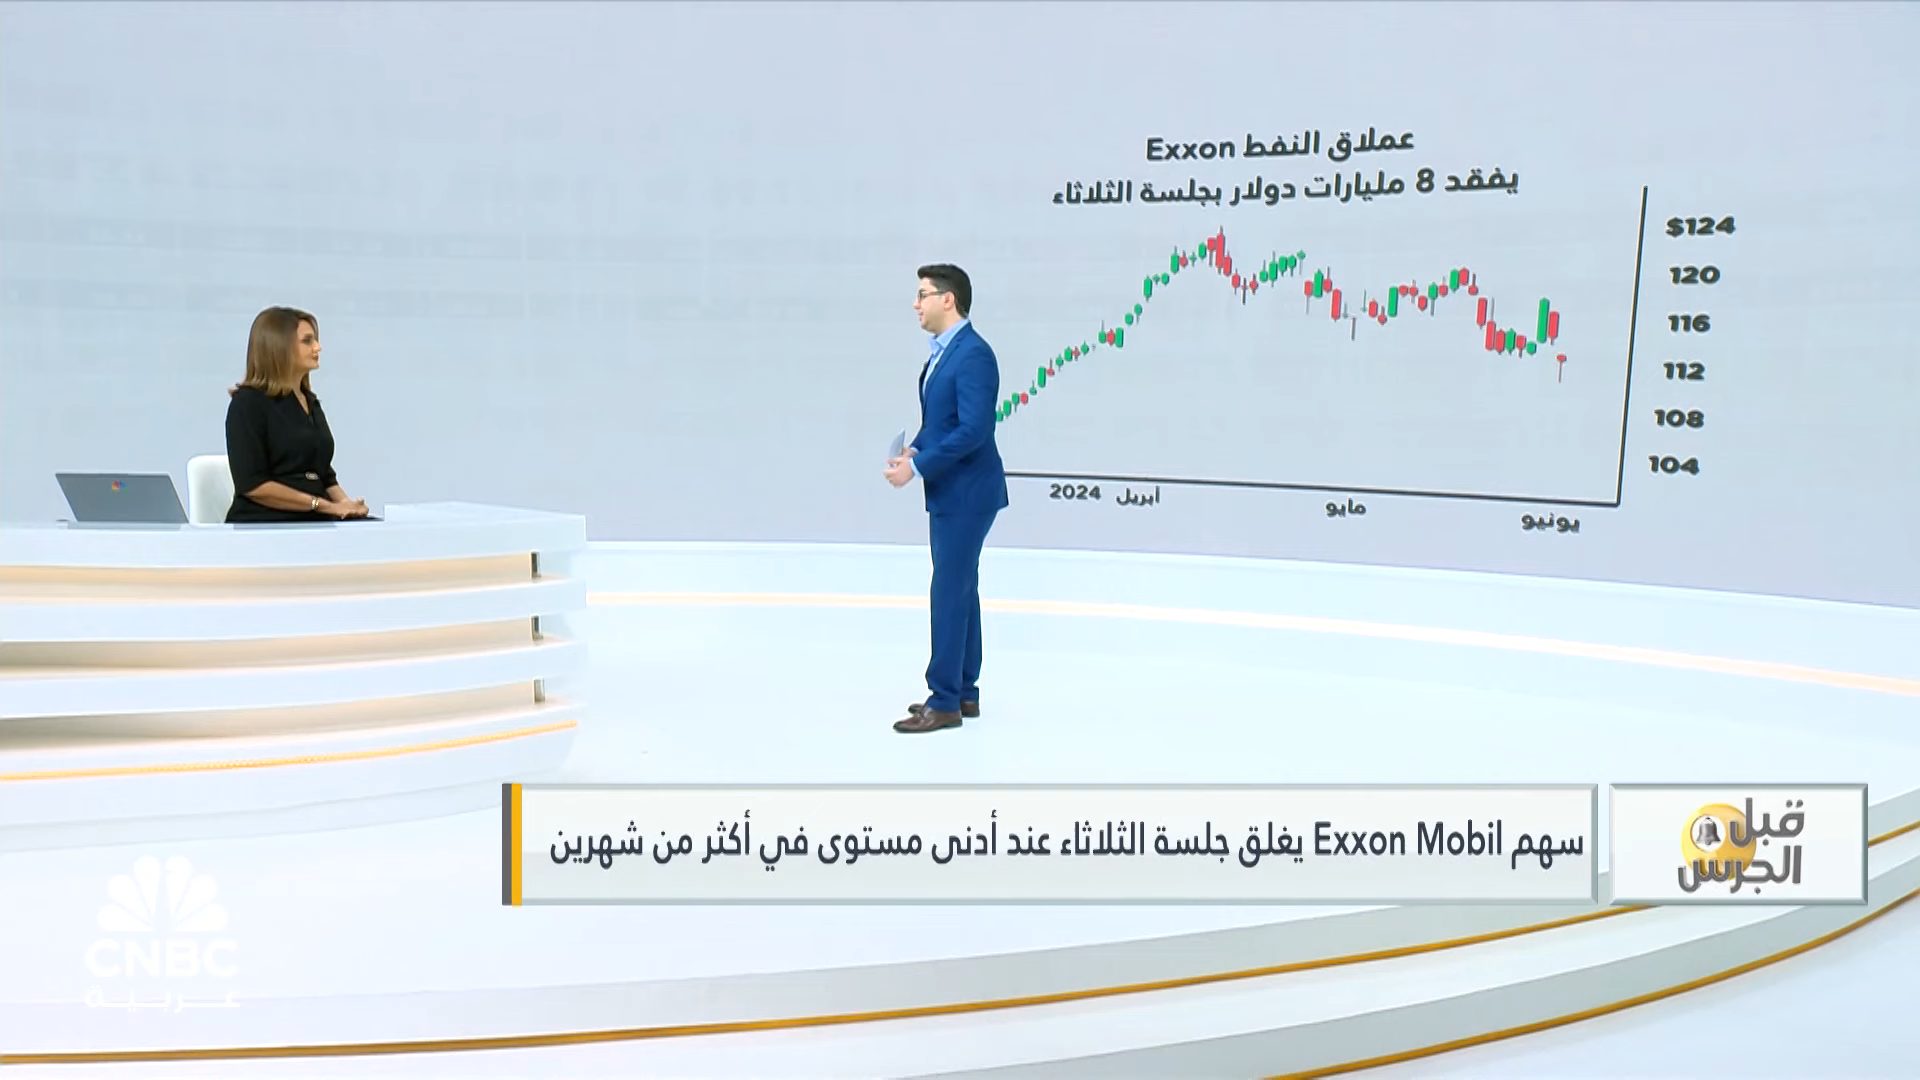 عملاق النفط Exxon
يفقد 8 مليارات دولار بجلسة الثلاثاء
$124
120
116
112
108
104
أبريل 2024
مايو
يونيو
سهم Exxon Mobil يغلق جلسة الثلاثاء عند أدنى مستوى في أكثر من شهرين
قبل
الجرس
CNBC
عربية